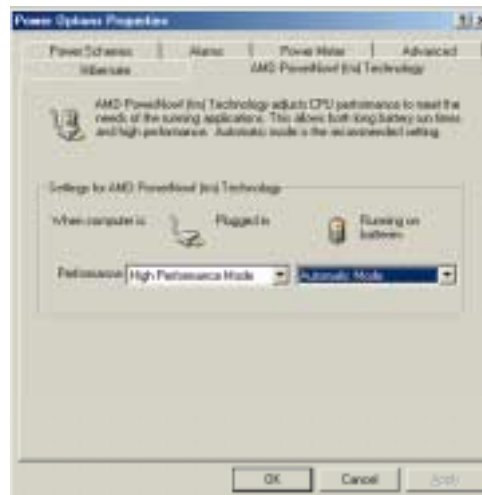 Power Options Properties
Power Schemes
Alarms
Power Meter
Advanced
Hibernate
AMD PowerNow! (tm) Technology
AMD PowerNow! (tm) Technology adjusts CPU performance to meet the
needs of the running applications. This allows both long battery run times
and high performance. Automatic mode is the recommended setting.
Settings for AMD PowerNow! (tm) Technology
When computer is:
Plugged in
Running on
batteries
Performance:
High Performance Mode
Automatic Mode
OK
Cancel
Apply